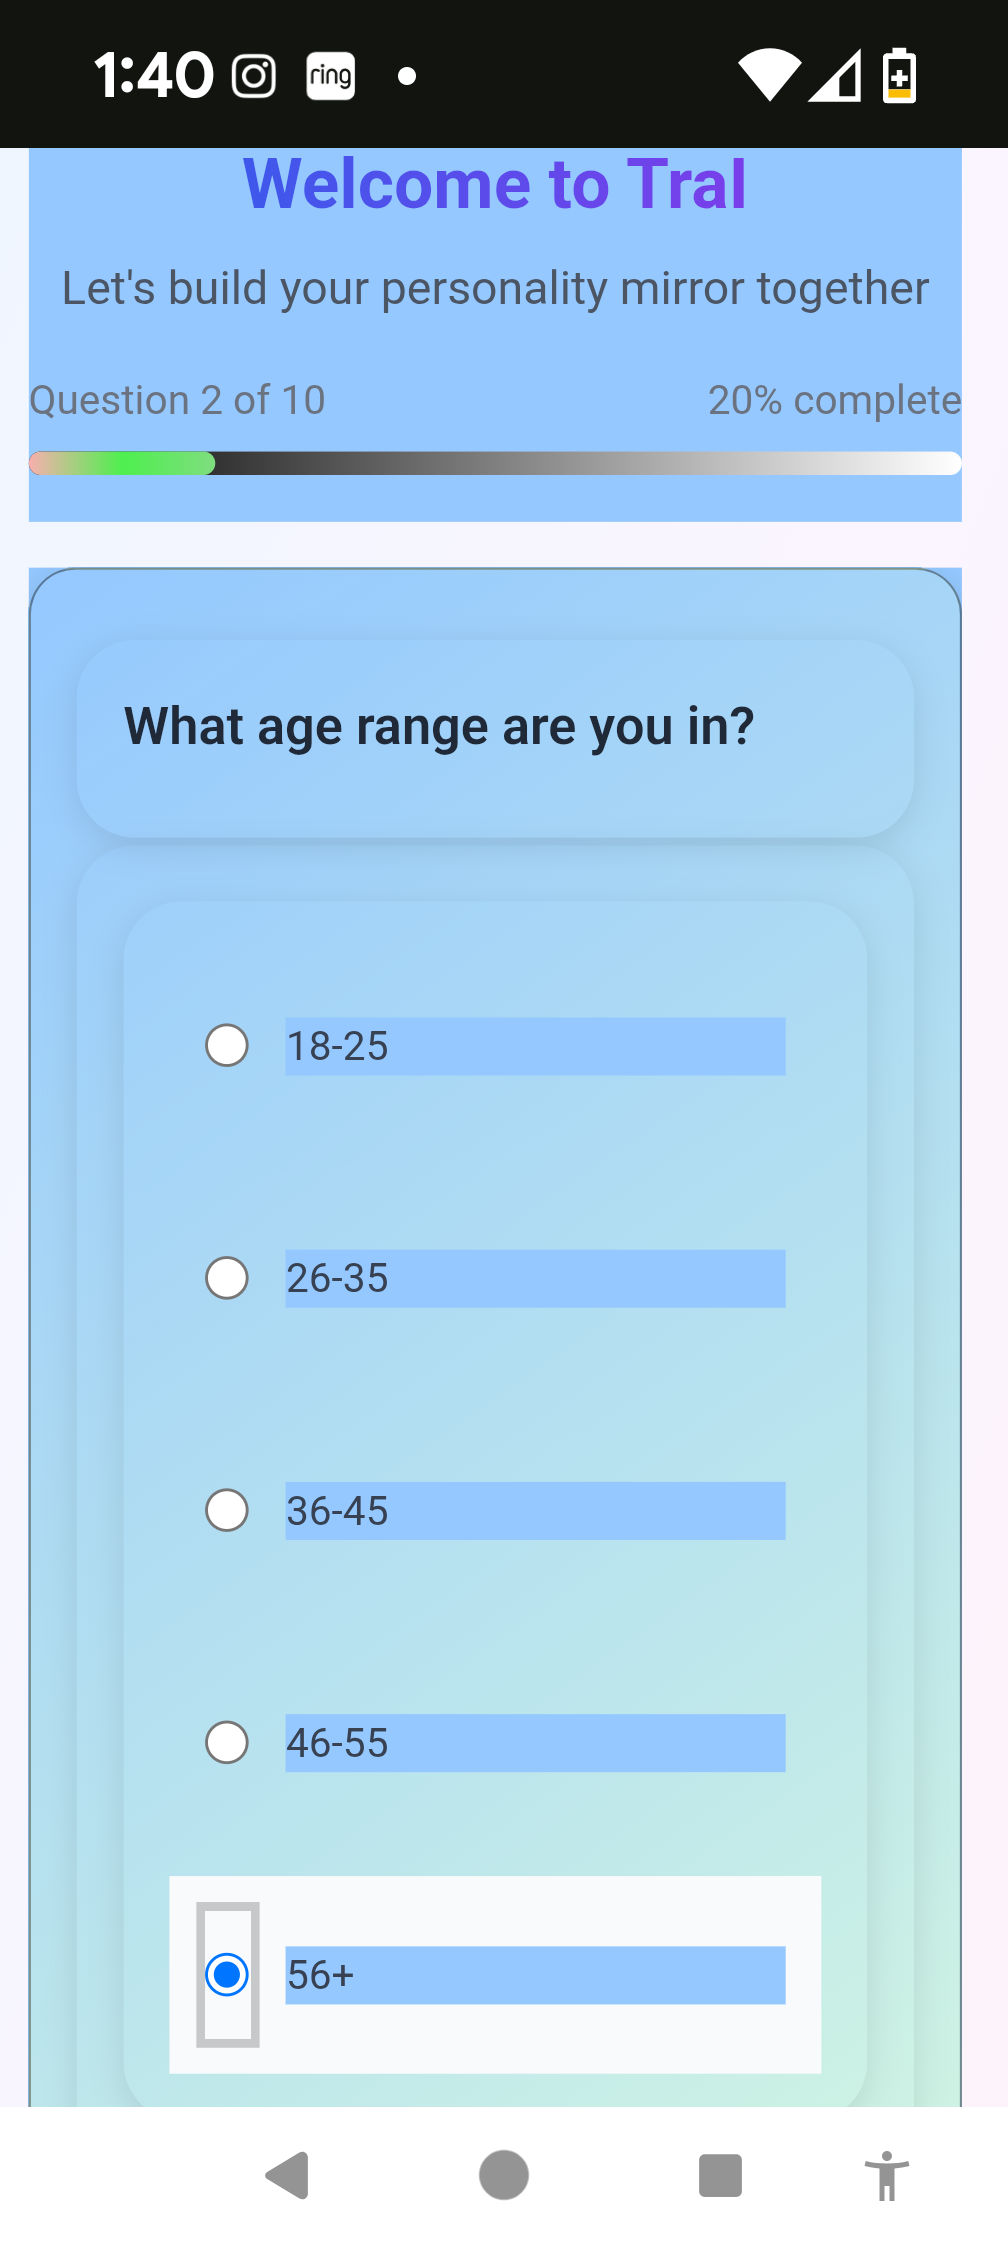 1:40 ring
Welcome to Tral
Let's build your personality mirror together
Question 2 of 10 20% complete
What age range are you in?
18-25
26-35
36-45
46-55
56+